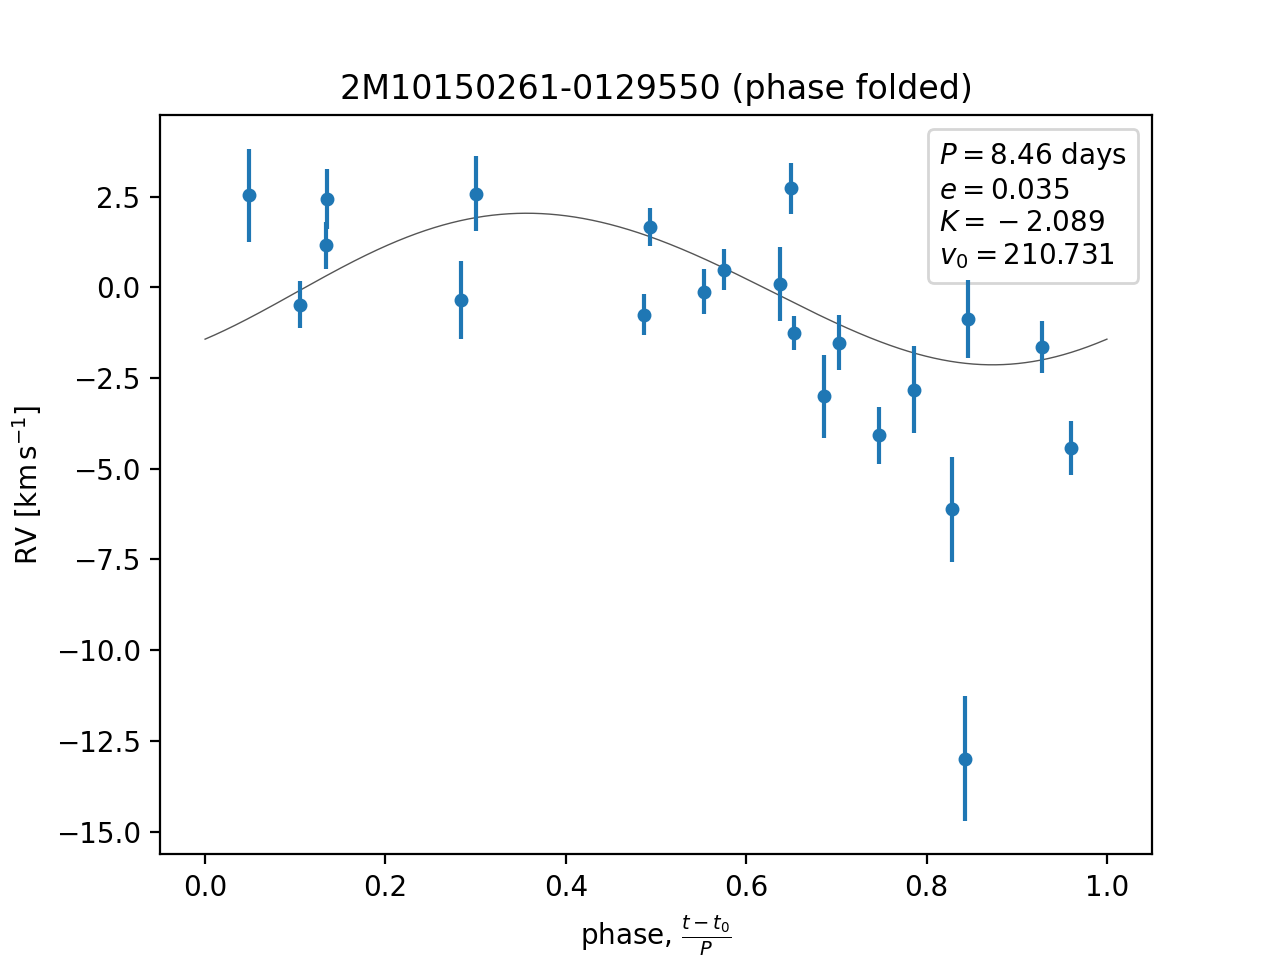 2M10150261-0129550 (phase folded)
P = 8.46 days
e = 0.035
K = −2.089
v₀ = 210.731
RV [km s⁻¹]
2.5
0.0
−2.5
−5.0
−7.5
−10.0
−12.5
−15.0
0.0 0.2 0.4 0.6 0.8 1.0
phase, (t − t₀)/P